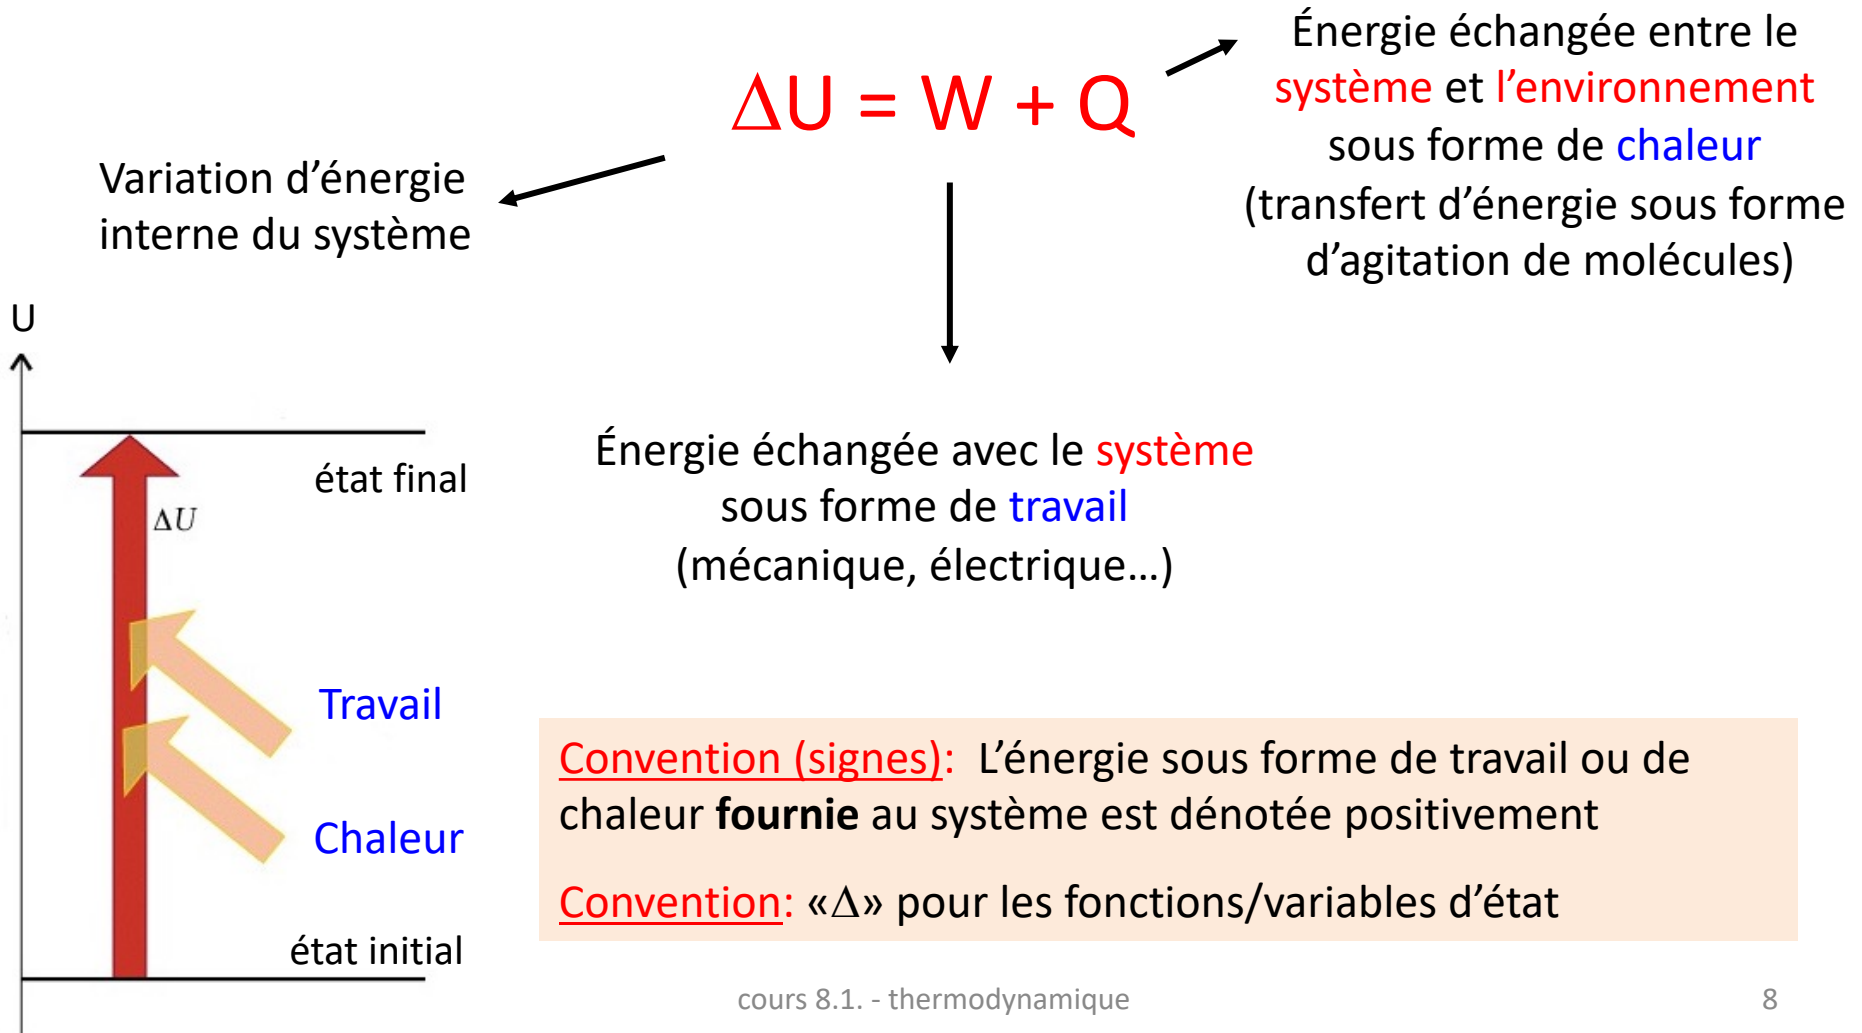 ΔU = W + Q
Énergie échangée entre le
système et l’environnement
sous forme de chaleur
(transfert d’énergie sous forme
d’agitation de molécules)
Variation d’énergie
interne du système
Énergie échangée avec le système
sous forme de travail
(mécanique, électrique…)
U
état final
ΔU
Travail
Chaleur
état initial
Convention (signes): L’énergie sous forme de travail ou de
chaleur fournie au système est dénotée positivement
Convention: «Δ» pour les fonctions/variables d’état
cours 8.1. - thermodynamique
8